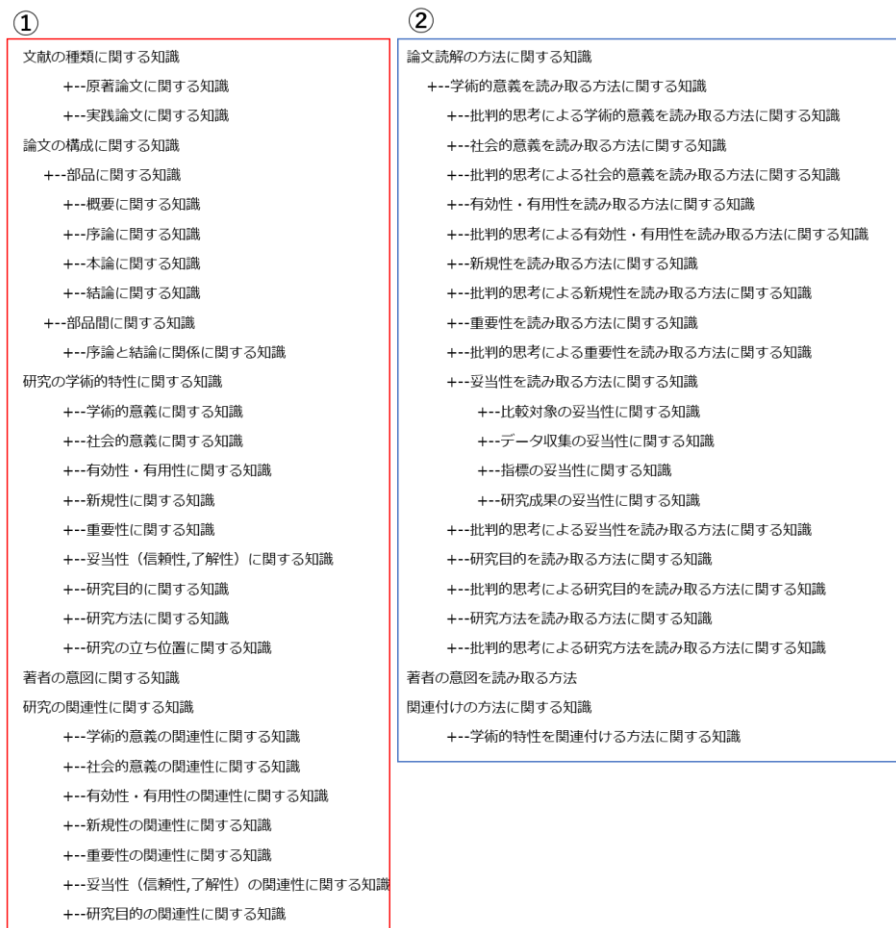 ①
文献の種類に関する知識
+--原著論文に関する知識
+--実践論文に関する知識
論文の構成に関する知識
+--部品に関する知識
+--概要に関する知識
+--序論に関する知識
+--本論に関する知識
+--結論に関する知識
+--部品間に関する知識
+--序論と結論に関係に関する知識
研究の学術的特性に関する知識
+--学術的意義に関する知識
+--社会的意義に関する知識
+--有効性・有用性に関する知識
+--新規性に関する知識
+--重要性に関する知識
+--妥当性（信頼性,了解性）に関する知識
+--研究目的に関する知識
+--研究方法に関する知識
+--研究の立ち位置に関する知識
著者の意図に関する知識
研究の関連性に関する知識
+--学術的意義の関連性に関する知識
+--社会的意義の関連性に関する知識
+--有効性・有用性の関連性に関する知識
+--新規性の関連性に関する知識
+--重要性の関連性に関する知識
+--妥当性（信頼性,了解性）の関連性に関する知識
+--研究目的の関連性に関する知識
②
論文読解の方法に関する知識
+--学術的意義を読み取る方法に関する知識
+--批判的思考による学術的意義を読み取る方法に関する知識
+--社会的意義を読み取る方法に関する知識
+--批判的思考による社会的意義を読み取る方法に関する知識
+--有効性・有用性を読み取る方法に関する知識
+--批判的思考による有効性・有用性を読み取る方法に関する知識
+--新規性を読み取る方法に関する知識
+--批判的思考による新規性を読み取る方法に関する知識
+--重要性を読み取る方法に関する知識
+--批判的思考による重要性を読み取る方法に関する知識
+--妥当性を読み取る方法に関する知識
+--比較対象の妥当性に関する知識
+--データ収集の妥当性に関する知識
+--指標の妥当性に関する知識
+--研究成果の妥当性に関する知識
+--批判的思考による妥当性を読み取る方法に関する知識
+--研究目的を読み取る方法に関する知識
+--批判的思考による研究目的を読み取る方法に関する知識
+--研究方法を読み取る方法に関する知識
+--批判的思考による研究方法を読み取る方法に関する知識
著者の意図を読み取る方法
関連付けの方法に関する知識
+--学術的特性を関連付ける方法に関する知識